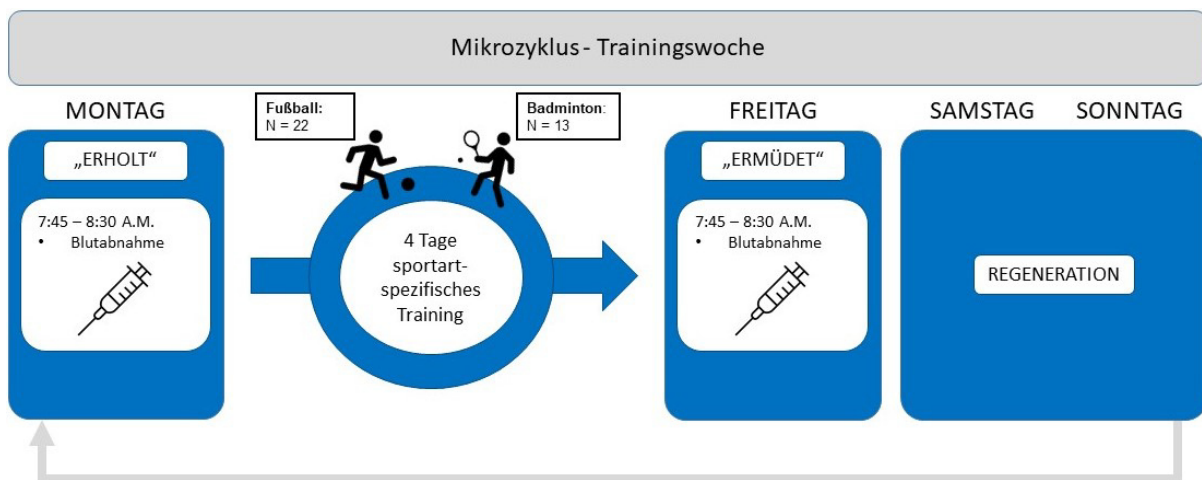 Mikrozyklus - Trainingswoche
MONTAG
„ERHOLT“
7:45 – 8:30 A.M.
• Blutabnahme
Fußball:
N = 22
Badminton:
N = 13
4 Tage
sportart-
spezifisches
Training
FREITAG
„ERMÜDET“
7:45 – 8:30 A.M.
• Blutabnahme
SAMSTAG SONNTAG
REGENERATION